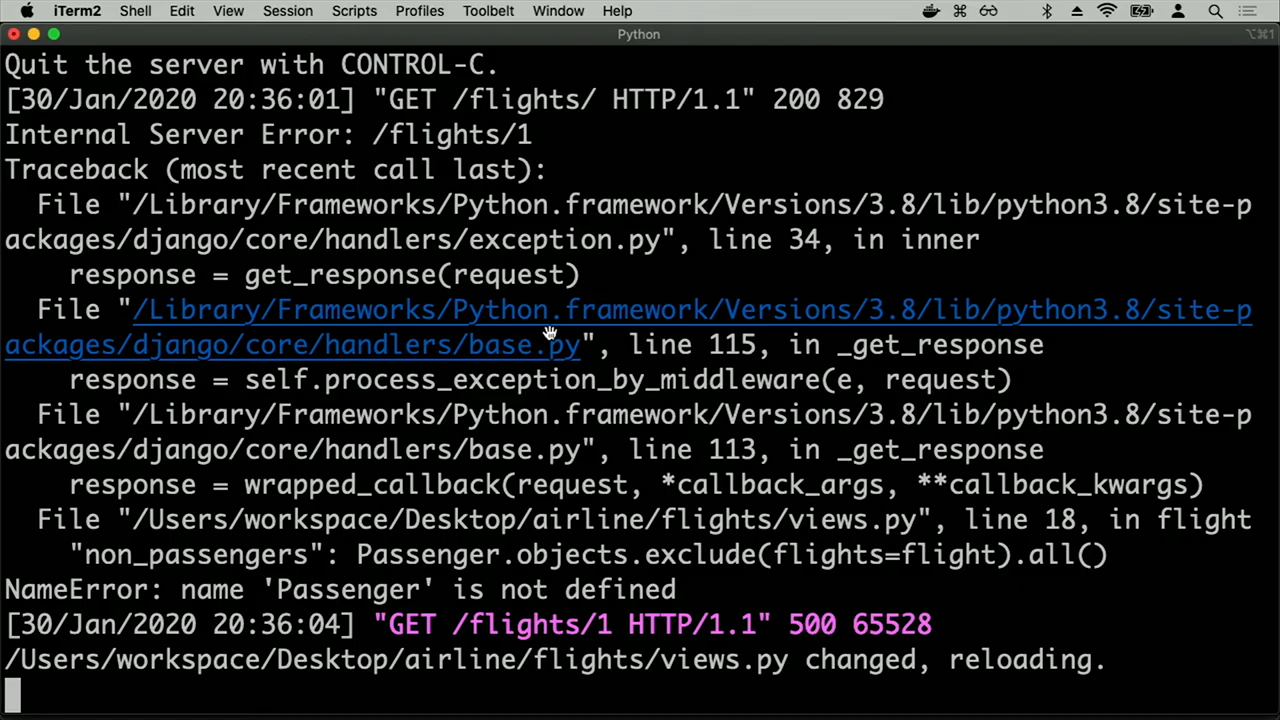 iTerm2 Shell Edit View Session Scripts Profiles Toolbelt Window Help
Python
⌥⌘1
Quit the server with CONTROL-C.
[30/Jan/2020 20:36:01] "GET /flights/ HTTP/1.1" 200 829
Internal Server Error: /flights/1
Traceback (most recent call last):
File "/Library/Frameworks/Python.framework/Versions/3.8/lib/python3.8/site-p
ackages/django/core/handlers/exception.py", line 34, in inner
response = get_response(request)
File "/Library/Frameworks/Python.framework/Versions/3.8/lib/python3.8/site-p
ackages/django/core/handlers/base.py", line 115, in _get_response
response = self.process_exception_by_middleware(e, request)
File "/Library/Frameworks/Python.framework/Versions/3.8/lib/python3.8/site-p
ackages/django/core/handlers/base.py", line 113, in _get_response
response = wrapped_callback(request, *callback_args, **callback_kwargs)
File "/Users/workspace/Desktop/airline/flights/views.py", line 18, in flight
"non_passengers": Passenger.objects.exclude(flights=flight).all()
NameError: name 'Passenger' is not defined
[30/Jan/2020 20:36:04] "GET /flights/1 HTTP/1.1" 500 65528
/Users/workspace/Desktop/airline/flights/views.py changed, reloading.